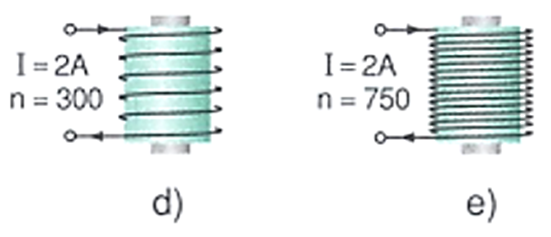 I = 2A
n = 300
d)
I = 2A
n = 750
e)